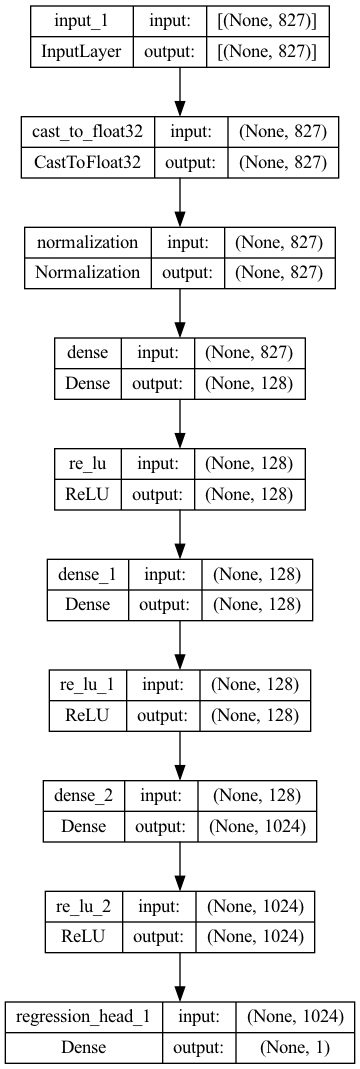 input_1 input: [(None, 827)]
InputLayer output: [(None, 827)]
cast_to_float32 input: (None, 827)
CastToFloat32 output: (None, 827)
normalization input: (None, 827)
Normalization output: (None, 827)
dense input: (None, 827)
Dense output: (None, 128)
re_lu input: (None, 128)
ReLU output: (None, 128)
dense_1 input: (None, 128)
Dense output: (None, 128)
re_lu_1 input: (None, 128)
ReLU output: (None, 128)
dense_2 input: (None, 128)
Dense output: (None, 1024)
re_lu_2 input: (None, 1024)
ReLU output: (None, 1024)
regression_head_1 input: (None, 1024)
Dense output: (None, 1)